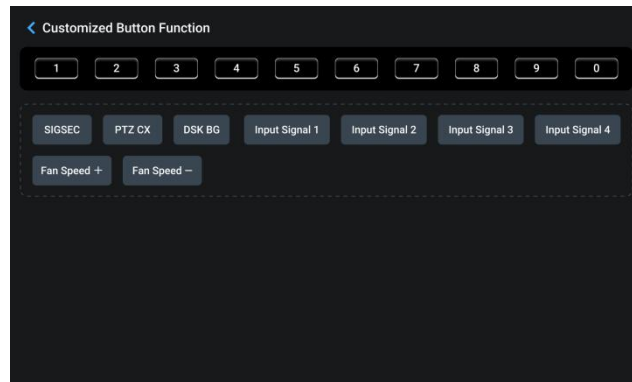 Customized Button Function
1 2 3 4 5 6 7 8 9 0
SIGSEC PTZ CX DSK BG Input Signal 1 Input Signal 2 Input Signal 3 Input Signal 4
Fan Speed + Fan Speed −